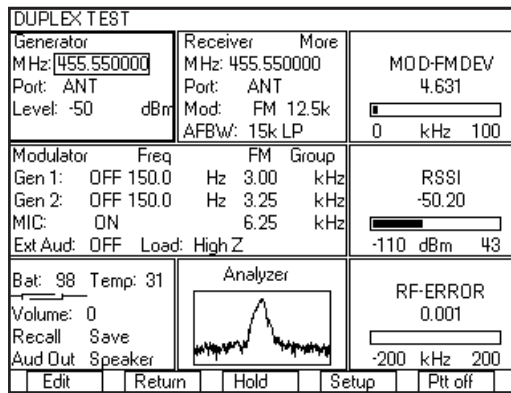 DUPLEX TEST
Generator
MHz: 455.550000
Port: ANT
Level: -50 dBm
Receiver More
MHz: 455.550000
Port: ANT
Mod: FM 12.5k
AFBW: 15k LP
MOD-FM DEV
4.631
0 kHz 100
Modulator Freq FM Group
Gen 1: OFF 150.0 Hz 3.00 kHz
Gen 2: OFF 150.0 Hz 3.25 kHz
MIC: ON 6.25 kHz
Ext Aud: OFF Load: High Z
RSSI
-50.20
-110 dBm 43
Bat: 98 Temp: 31
Volume: 0
Recall Save
Aud Out Speaker
Analyzer
RF-ERROR
0.001
-200 kHz 200
Edit Return Hold Setup Ptt off